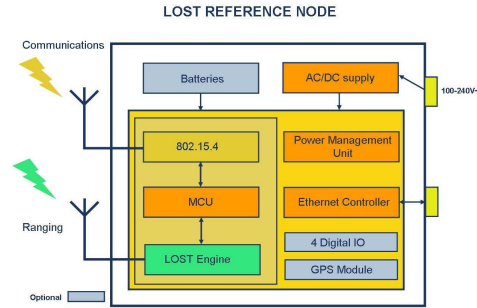 LOST REFERENCE NODE
Communications
Batteries
AC/DC supply
100-240V~
802.15.4
Power Management
Unit
MCU
Ethernet Controller
Ranging
4 Digital IO
LOST Engine
GPS Module
Optional